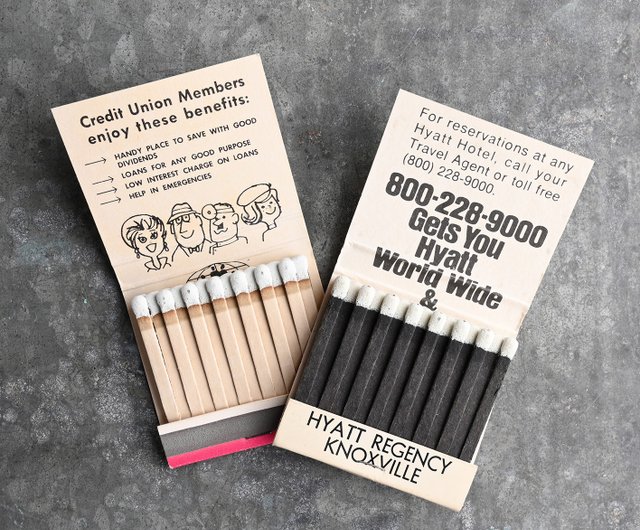 Credit Union Members
enjoy these benefits:
HANDY PLACE TO SAVE WITH GOOD
DIVIDENDS
LOANS FOR ANY GOOD PURPOSE
LOW INTEREST CHARGE ON LOANS
HELP IN EMERGENCIES
For reservations at any
Hyatt Hotel, call your
Travel Agent or toll free
(800) 228-9000.
800-228-9000
Gets You
Hyatt
World Wide
&
HYATT REGENCY
KNOXVILLE